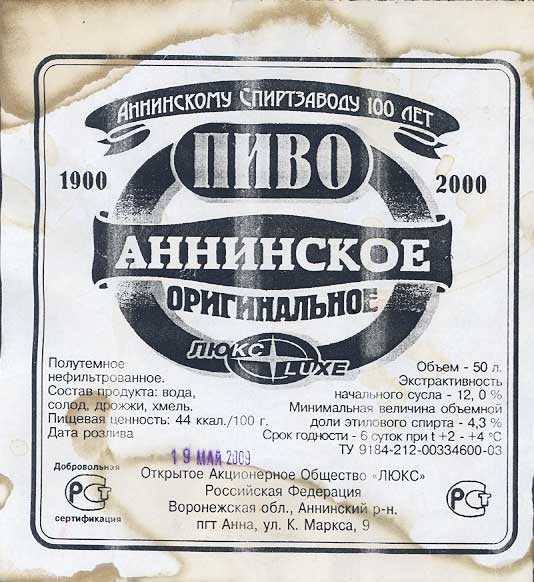 Аннинскому Спиртзаводу 100 лет
ПИВО
1900
2000
АННИНСКОЕ
ОРИГИНАЛЬНОЕ
ЛЮКС LUXE
Полутемное
нефильтрованное.
Состав продукта: вода,
солод, дрожжи, хмель.
Пищевая ценность: 44 ккал./100 г.
Дата розлива
19 МАЙ 2009
Объем - 50 л.
Экстрактивность
начального сусла - 12, 0 %
Минимальная величина объемной
доли этилового спирта - 4,3 %
Срок годности - 6 суток при t +2 - +4 °С
ТУ 9184-212-00334600-03
Добровольная
РСТ
сертификация
Открытое Акционерное Общество «ЛЮКС»
Российская Федерация
Воронежская обл., Аннинский р-н.
пгт Анна, ул. К. Маркса, 9
РСТ